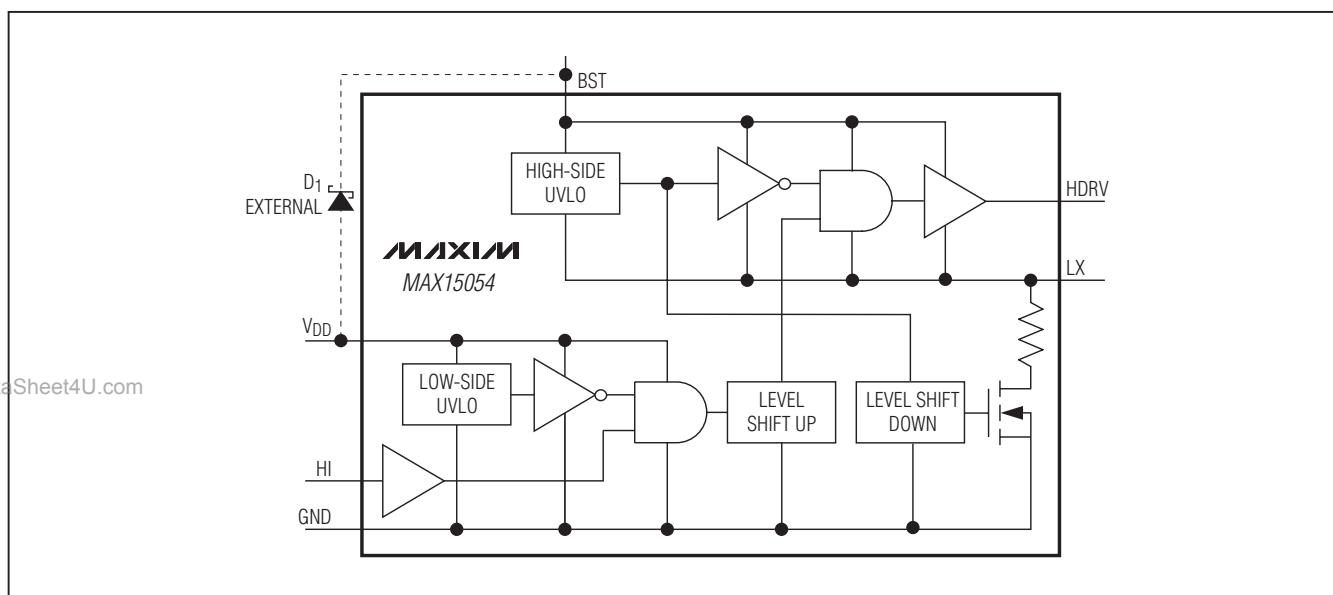 BST
HIGH-SIDE
UVLO
HDRV
D1
EXTERNAL
MAXIM
MAX15054
LX
VDD
LOW-SIDE
UVLO
LEVEL
SHIFT UP
LEVEL SHIFT
DOWN
taSheet4U.com
HI
GND